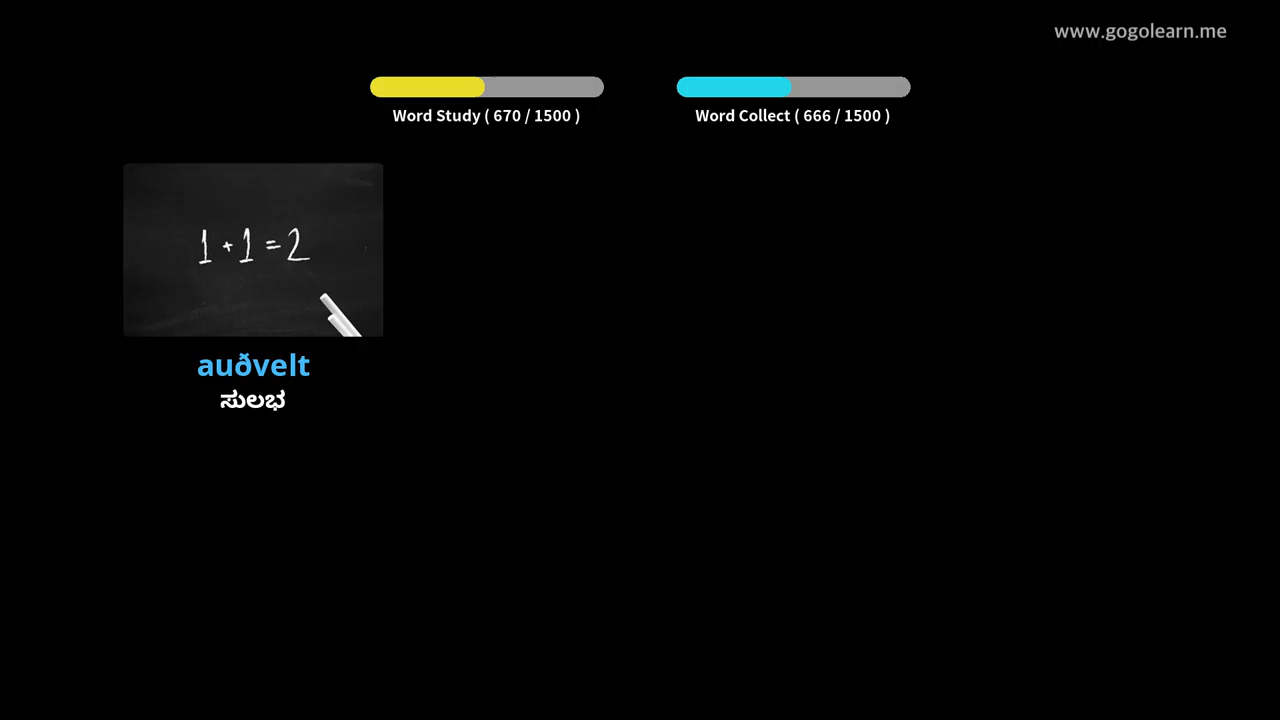 www.gogolearn.me
Word Study ( 670 / 1500 )
Word Collect ( 666 / 1500 )
1 + 1 = 2
auðvelt
ಸುಲಭ